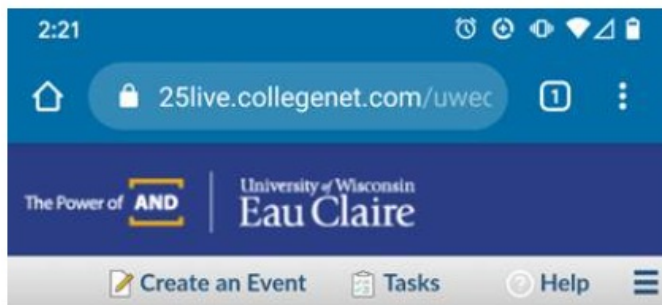 2:21
25live.collegenet.com/uwec
1
The Power of AND
University of Wisconsin
Eau Claire
Create an Event Tasks ? Help